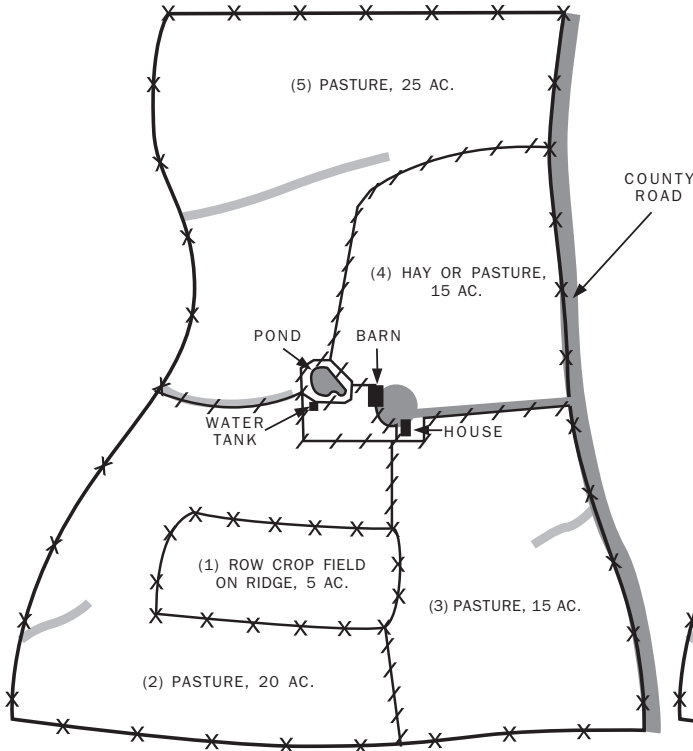 (5) PASTURE, 25 AC.
COUNTY
ROAD
(4) HAY OR PASTURE,
15 AC.
POND
BARN
WATER
TANK
HOUSE
(1) ROW CROP FIELD
ON RIDGE, 5 AC.
(3) PASTURE, 15 AC.
(2) PASTURE, 20 AC.